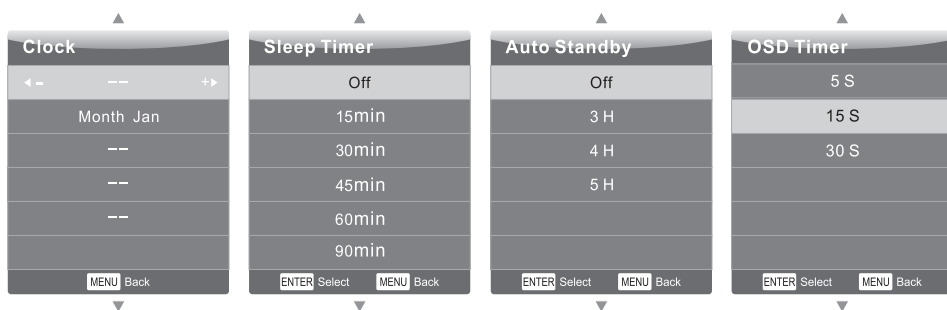 Clock
- -- +
Month Jan
--
--
--
MENU Back
Sleep Timer
Off
15min
30min
45min
60min
90min
ENTER Select MENU Back
Auto Standby
Off
3 H
4 H
5 H
ENTER Select MENU Back
OSD Timer
5 S
15 S
30 S
ENTER Select MENU Back